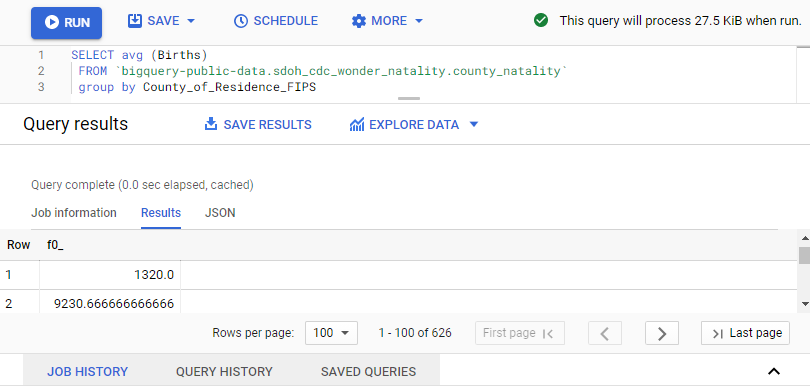 RUN SAVE SCHEDULE MORE This query will process 27.5 KiB when run.
1 SELECT avg (Births)
2 FROM `bigquery-public-data.sdoh_cdc_wonder_natality.county_natality`
3 group by County_of_Residence_FIPS
Query results SAVE RESULTS EXPLORE DATA
Query complete (0.0 sec elapsed, cached)
Job information Results JSON
Row f0_
1 1320.0
2 9230.666666666666
Rows per page: 100 1 - 100 of 626 First page Last page
JOB HISTORY QUERY HISTORY SAVED QUERIES